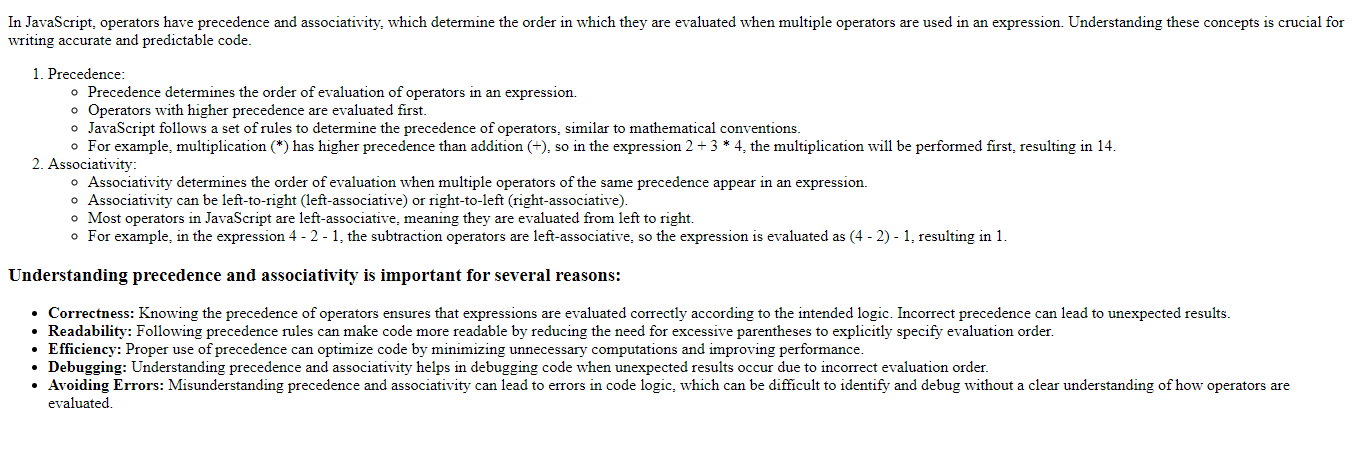 In JavaScript, operators have precedence and associativity, which determine the order in which they are evaluated when multiple operators are used in an expression. Understanding these concepts is crucial for
writing accurate and predictable code.
1. Precedence:
Precedence determines the order of evaluation of operators in an expression.
Operators with higher precedence are evaluated first.
JavaScript follows a set of rules to determine the precedence of operators, similar to mathematical conventions.
For example, multiplication (*) has higher precedence than addition (+), so in the expression 2 + 3 * 4, the multiplication will be performed first, resulting in 14.
2. Associativity:
Associativity determines the order of evaluation when multiple operators of the same precedence appear in an expression.
Associativity can be left-to-right (left-associative) or right-to-left (right-associative).
Most operators in JavaScript are left-associative, meaning they are evaluated from left to right.
For example, in the expression 4 - 2 - 1, the subtraction operators are left-associative, so the expression is evaluated as (4 - 2) - 1, resulting in 1.
Understanding precedence and associativity is important for several reasons:
Correctness: Knowing the precedence of operators ensures that expressions are evaluated correctly according to the intended logic. Incorrect precedence can lead to unexpected results.
Readability: Following precedence rules can make code more readable by reducing the need for excessive parentheses to explicitly specify evaluation order.
Efficiency: Proper use of precedence can optimize code by minimizing unnecessary computations and improving performance.
Debugging: Understanding precedence and associativity helps in debugging code when unexpected results occur due to incorrect evaluation order.
Avoiding Errors: Misunderstanding precedence and associativity can lead to errors in code logic, which can be difficult to identify and debug without a clear understanding of how operators are
evaluated.